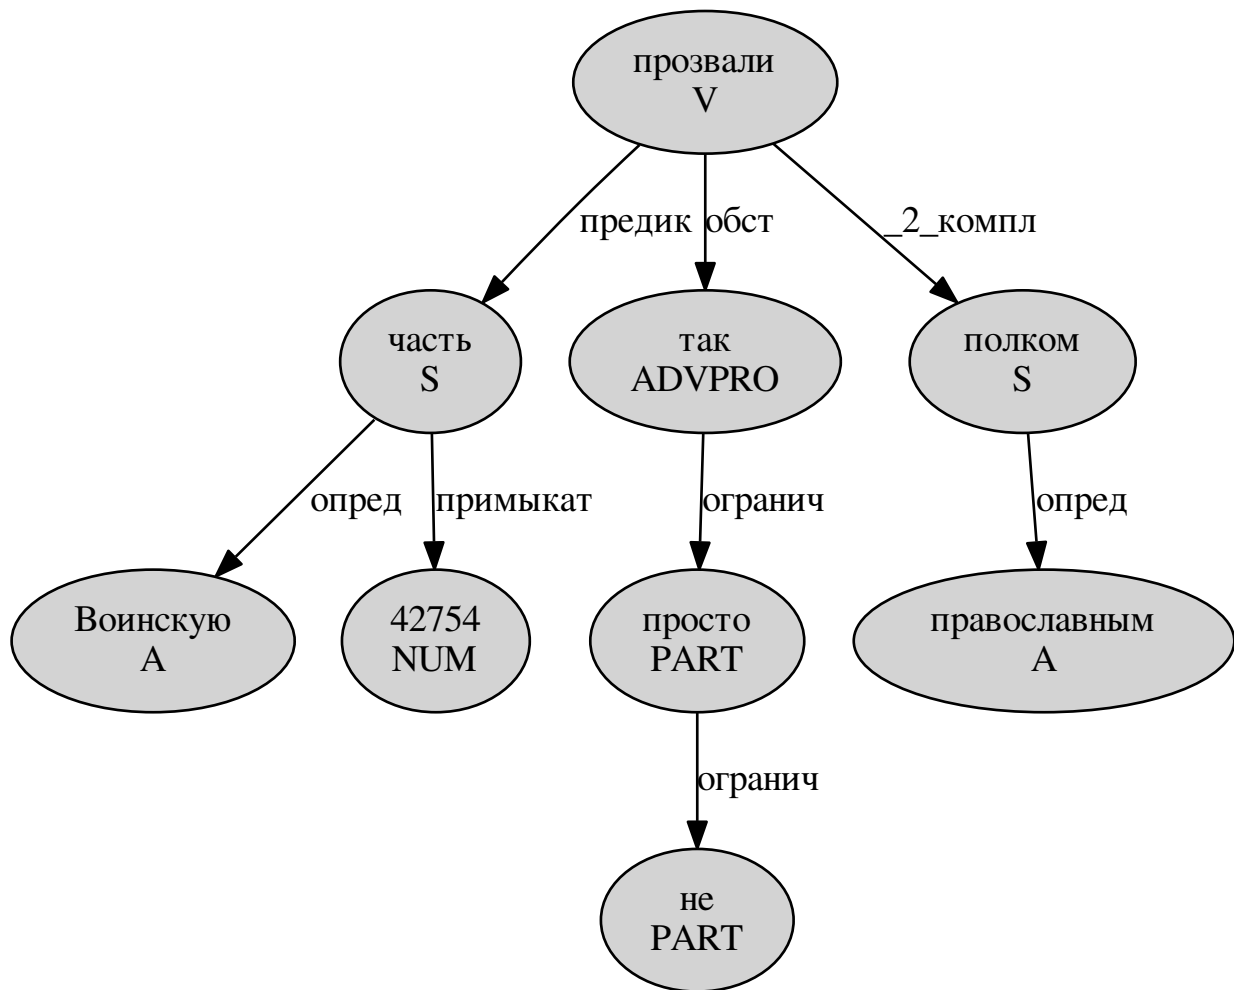 прозвали
V
предик обст _2_компл
часть
S
так
ADVPRO
полком
S
опред примыкат огранич опред
Воинскую
A
42754
NUM
просто
PART
православным
A
огранич
не
PART